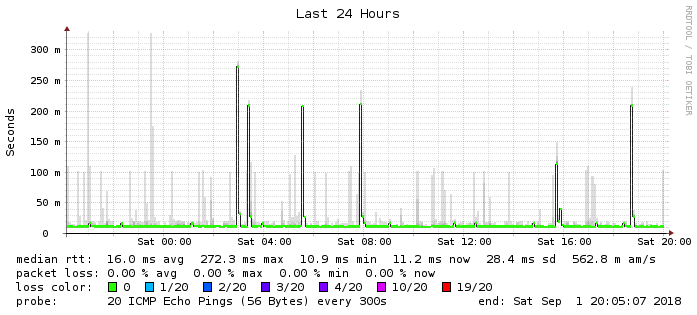 Last 24 Hours
RRDTOOL / TOBI OETIKER
Seconds
300 m
250 m
200 m
150 m
100 m
50 m
0
Sat 00:00 Sat 04:00 Sat 08:00 Sat 12:00 Sat 16:00 Sat 20:00
median rtt: 16.0 ms avg 272.3 ms max 10.9 ms min 11.2 ms now 28.4 ms sd 562.8 m am/s
packet loss: 0.00 % avg 0.00 % max 0.00 % min 0.00 % now
loss color: 0 1/20 2/20 3/20 4/20 10/20 19/20
probe: 20 ICMP Echo Pings (56 Bytes) every 300s end: Sat Sep 1 20:05:07 2018